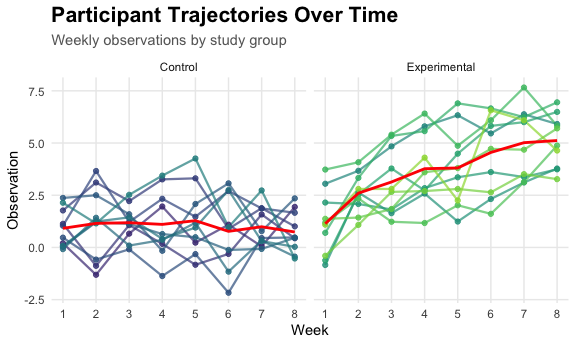 Participant Trajectories Over Time
Weekly observations by study group
Control
Experimental
Observation
7.5
5.0
2.5
0.0
-2.5
1 2 3 4 5 6 7 8
1 2 3 4 5 6 7 8
Week